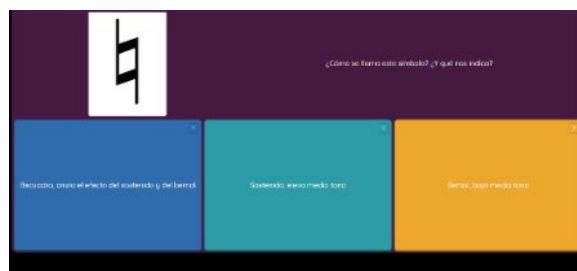 ¿Cómo se llama este símbolo? ¿Y qué nos indica?
Becuadro, anula el efecto del sostenido y del bemol
Sostenido, eleva medio tono
Bemol, baja medio tono